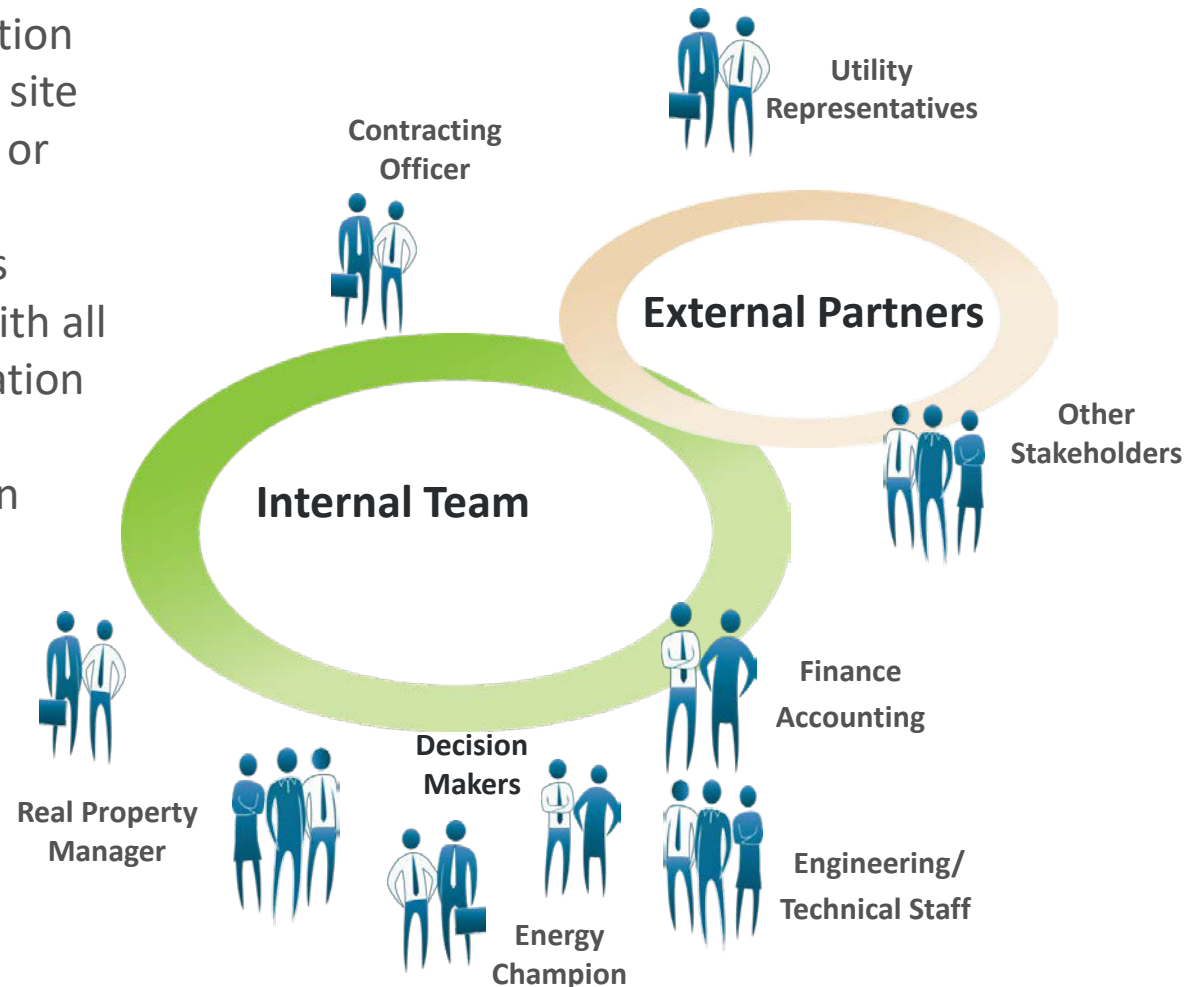 tion
site
or
s
ith all
ation
n
Contracting
Officer
Utility
Representatives
External Partners
Other
Stakeholders
Internal Team
Finance
Accounting
Decision
Makers
Real Property
Manager
Engineering/
Technical Staff
Energy
Champion